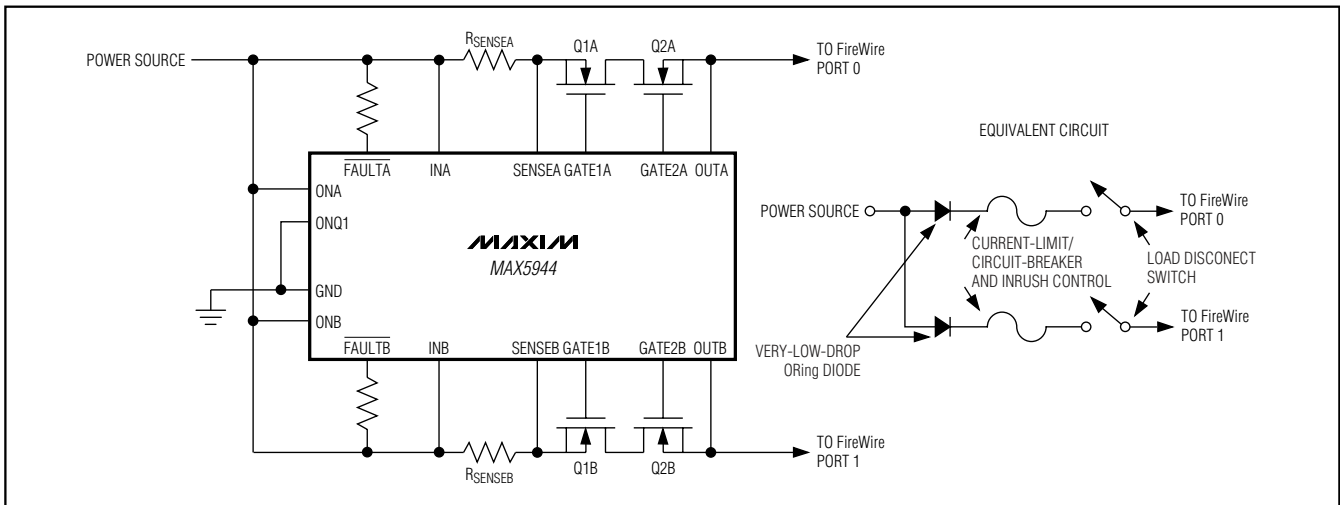 POWER SOURCE
RSENSEA
Q1A
Q2A
TO FireWire
PORT 0
FAULTA
INA
SENSEA
GATE1A
GATE2A
OUTA
ONA
ONQ1
GND
ONB
MAXIM
MAX5944
FAULTB
INB
SENSEB
GATE1B
GATE2B
OUTB
RSENSEB
Q1B
Q2B
TO FireWire
PORT 1
EQUIVALENT CIRCUIT
POWER SOURCE
TO FireWire
PORT 0
CURRENT-LIMIT/
CIRCUIT-BREAKER
AND INRUSH CONTROL
LOAD DISCONECT
SWITCH
TO FireWire
PORT 1
VERY-LOW-DROP
ORing DIODE